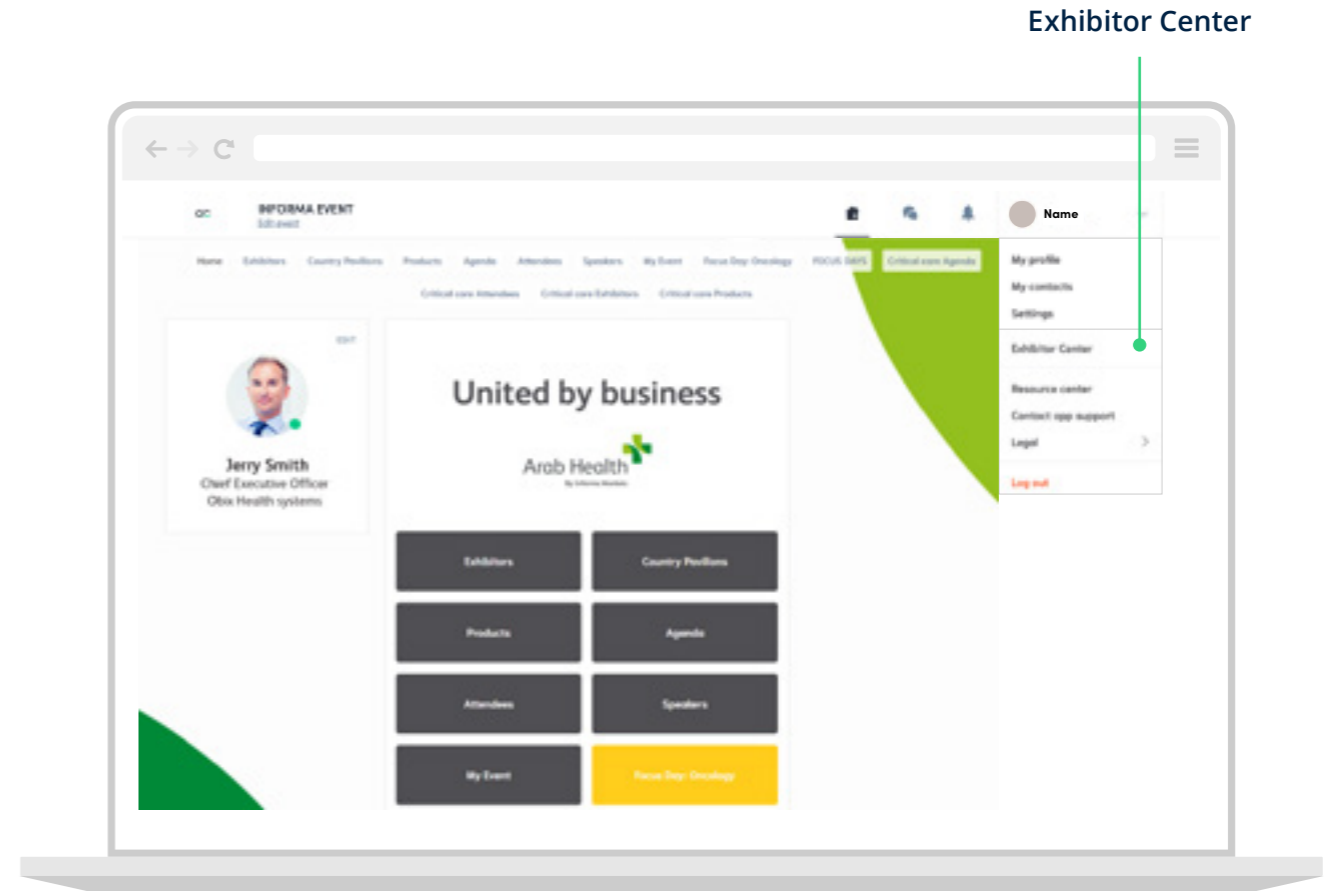 Exhibitor Center
INFORMA EVENT
Edit event
Name
Home Exhibitors Country Pavilions Products Agenda Attendees Speakers My Event Focus Day: Oncology FOCUS DAYS Critical care Agenda
Critical care Attendees Critical care Exhibitors Critical care Products
My profile
My contacts
Settings
Exhibitor Center
Resource center
Contact app support
Legal
Log out
EDIT
Jerry Smith
Chief Executive Officer
Obix Health systems
United by business
Arab Health
By Informa Markets
Exhibitors Country Pavilions
Products Agenda
Attendees Speakers
My Event Focus Day: Oncology